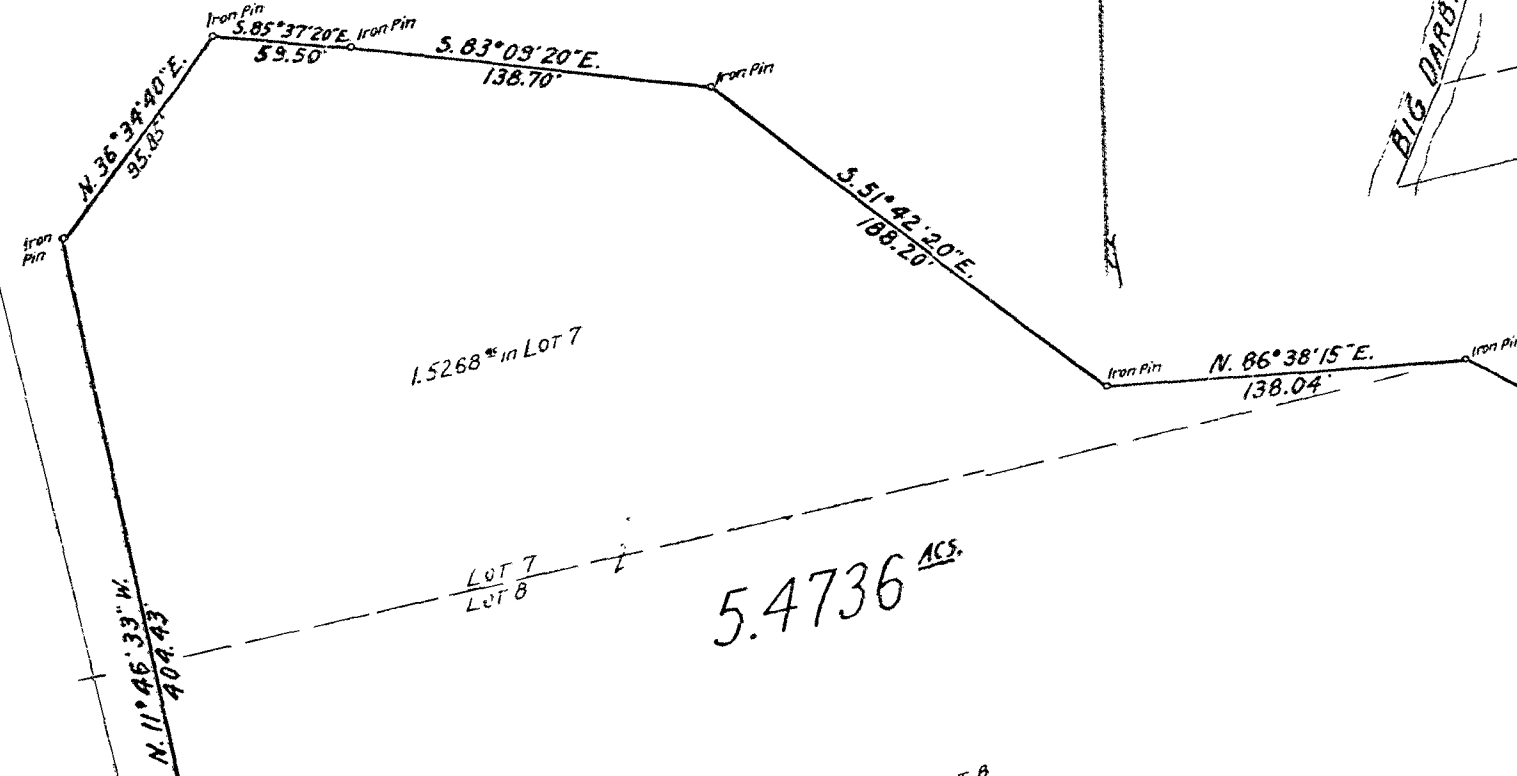 Iron Pin
S. 85°37'20" E.
59.50'
Iron Pin
S. 83°09'20" E.
138.70'
Iron Pin
N. 36°34'40" E.
95.85'
Iron
Pin
BIG DARB
S. 51°42'20" E.
188.20'
1.5268 ac in LOT 7
Iron Pin
N. 86°38'15" E.
138.04'
Iron Pin
LOT 7
LOT 8
5.4736 ACS.
N. 11°46'33" W.
404.43'